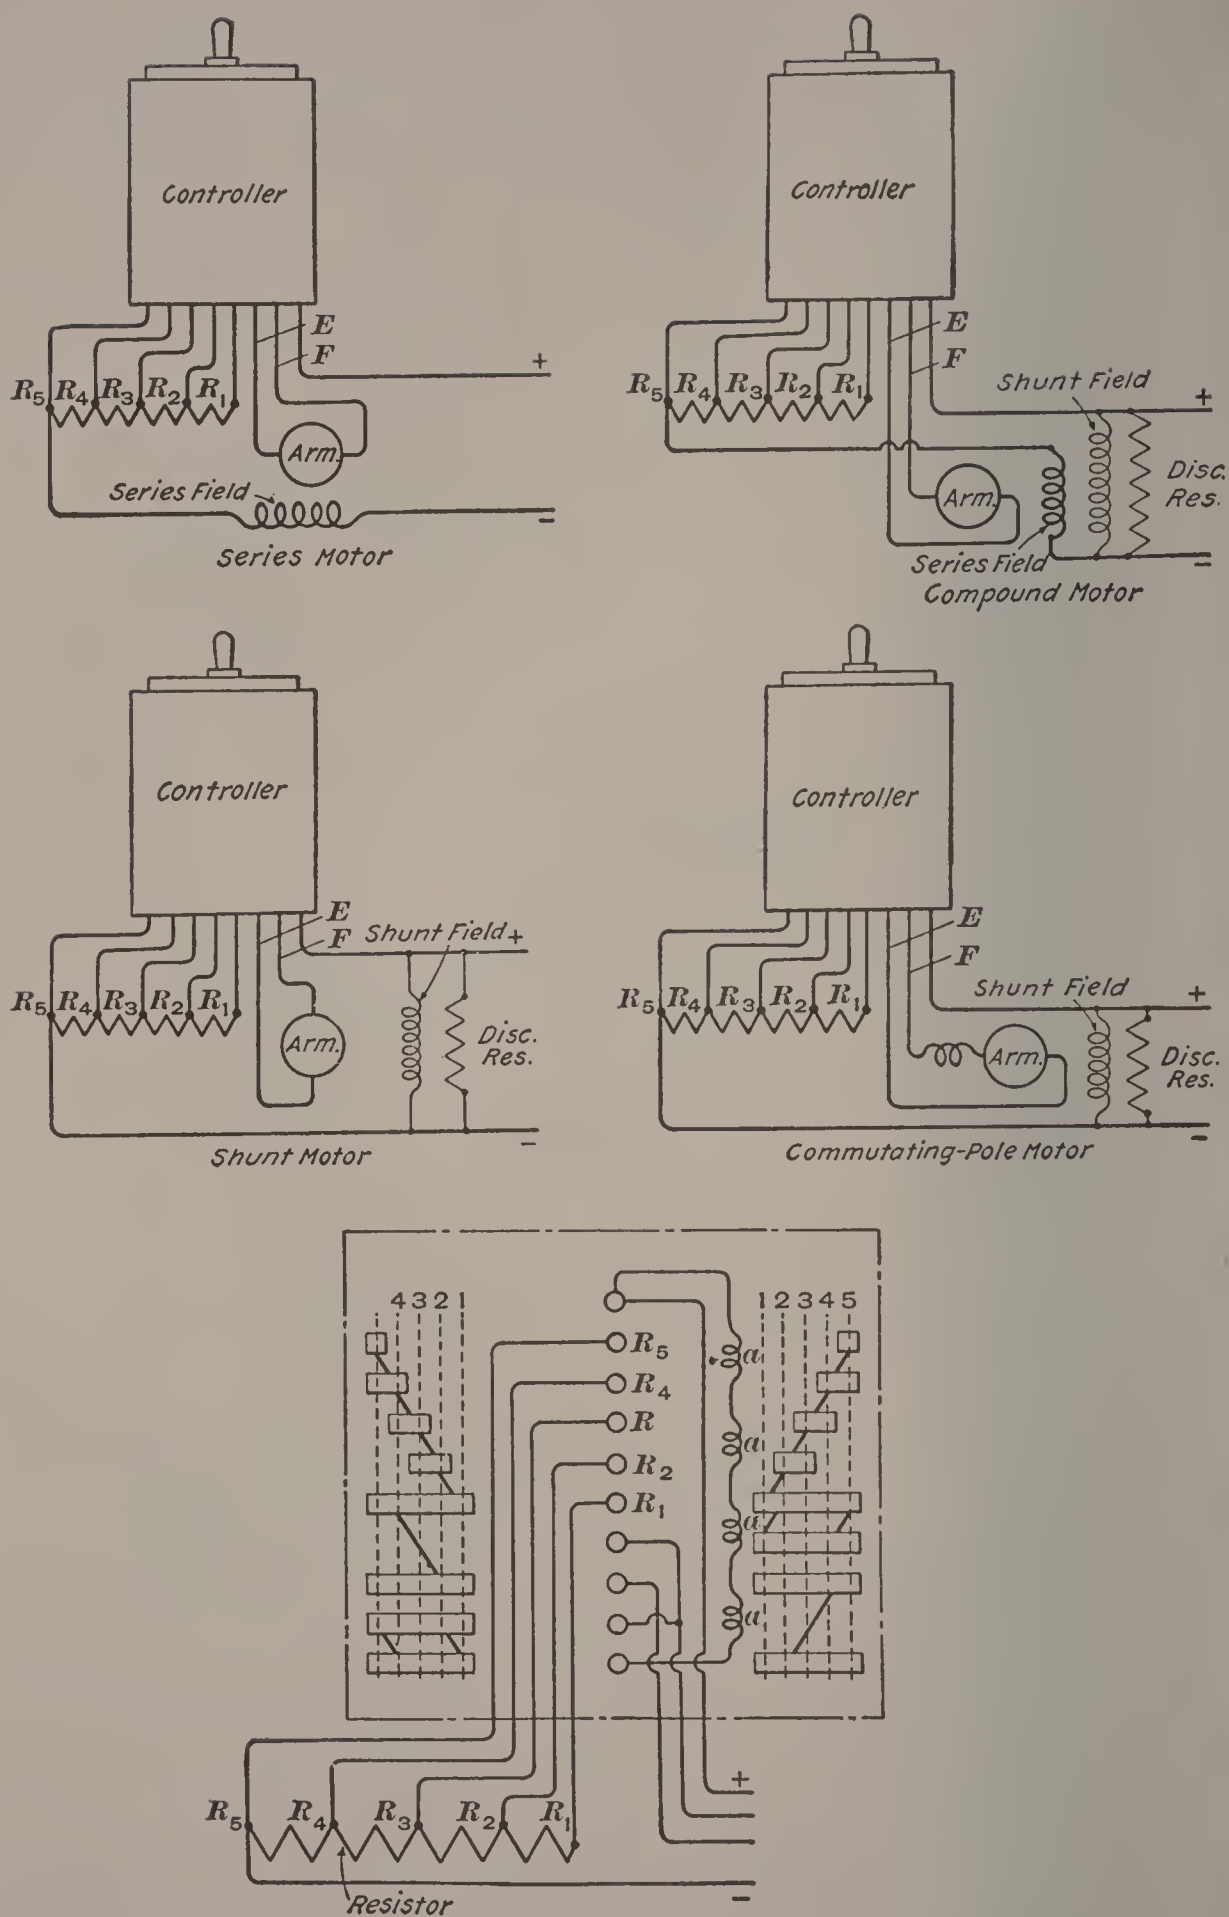 Controller
E
F
+
R₅ R₄ R₃ R₂ R₁
Arm.
Series Field
−
Series Motor
Controller
E
F
Shunt Field
+
R₅ R₄ R₃ R₂ R₁
Disc. Res.
Arm.
Series Field
−
Compound Motor
Controller
E
F
Shunt Field
+
R₅ R₄ R₃ R₂ R₁
Arm.
Disc. Res.
−
Shunt Motor
Controller
E
F
Shunt Field
+
R₅ R₄ R₃ R₂ R₁
Arm.
Disc. Res.
−
Commutating-Pole Motor
4 3 2 1
1 2 3 4 5
R₅
a
R₄
R
a
R₂
R₁
a
a
+
R₅ R₄ R₃ R₂ R₁
−
Resistor